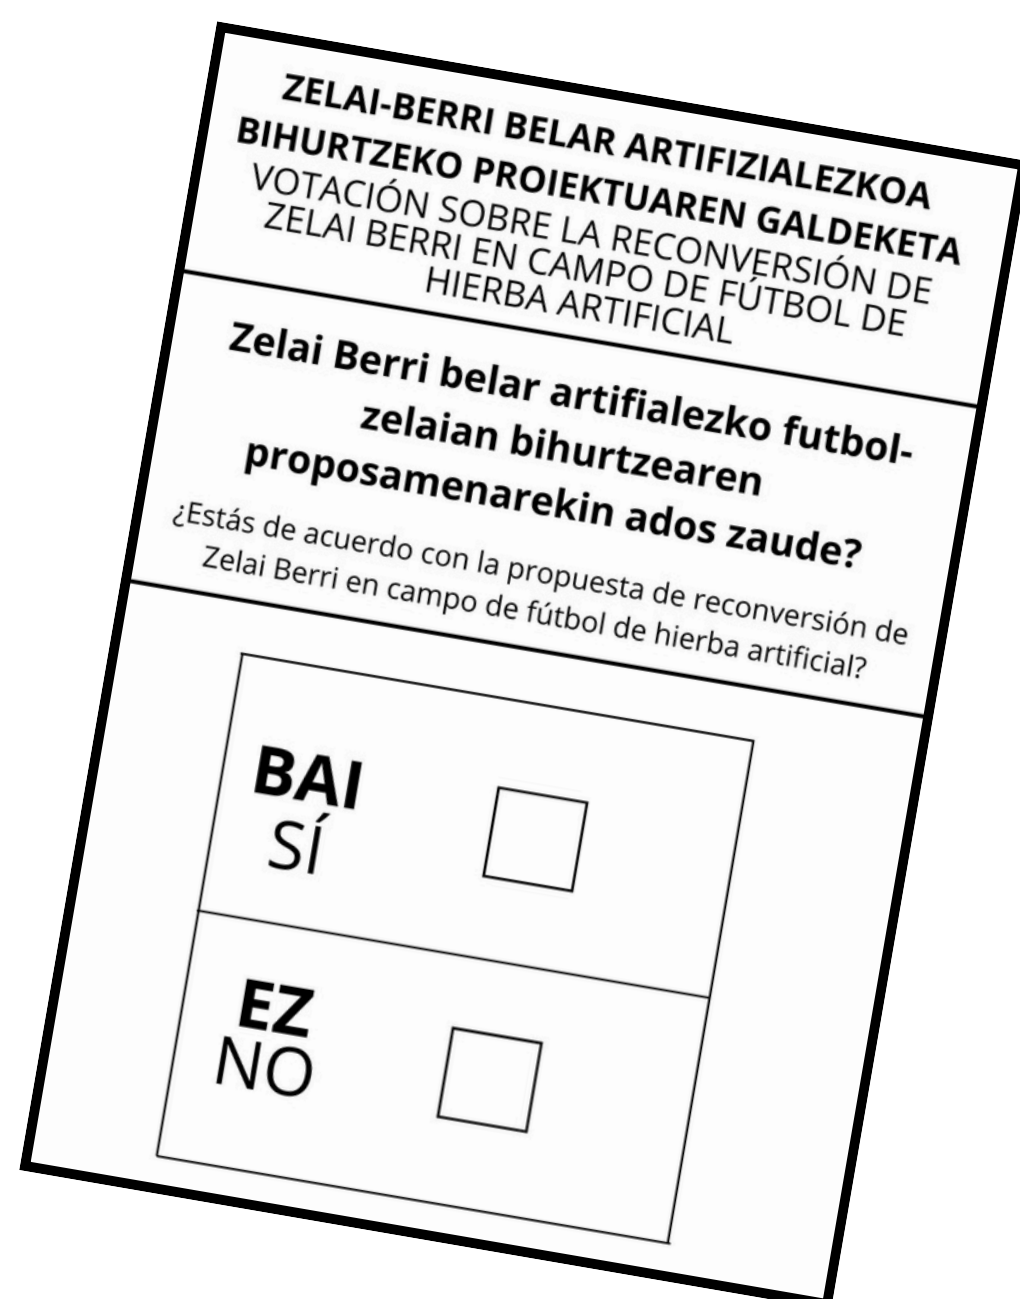 ZELAI-BERRI BELAR ARTIFIZIALEZKOA
BIHURTZEKO PROIEKTUAREN GALDEKETA
VOTACIÓN SOBRE LA RECONVERSIÓN DE
ZELAI BERRI EN CAMPO DE FÚTBOL DE
HIERBA ARTIFICIAL
Zelai Berri belar artifialezko futbol-
zelaian bihurtzearen
proposamenarekin ados zaude?
¿Estás de acuerdo con la propuesta de reconversión de
Zelai Berri en campo de fútbol de hierba artificial?
BAI
SÍ
EZ
NO